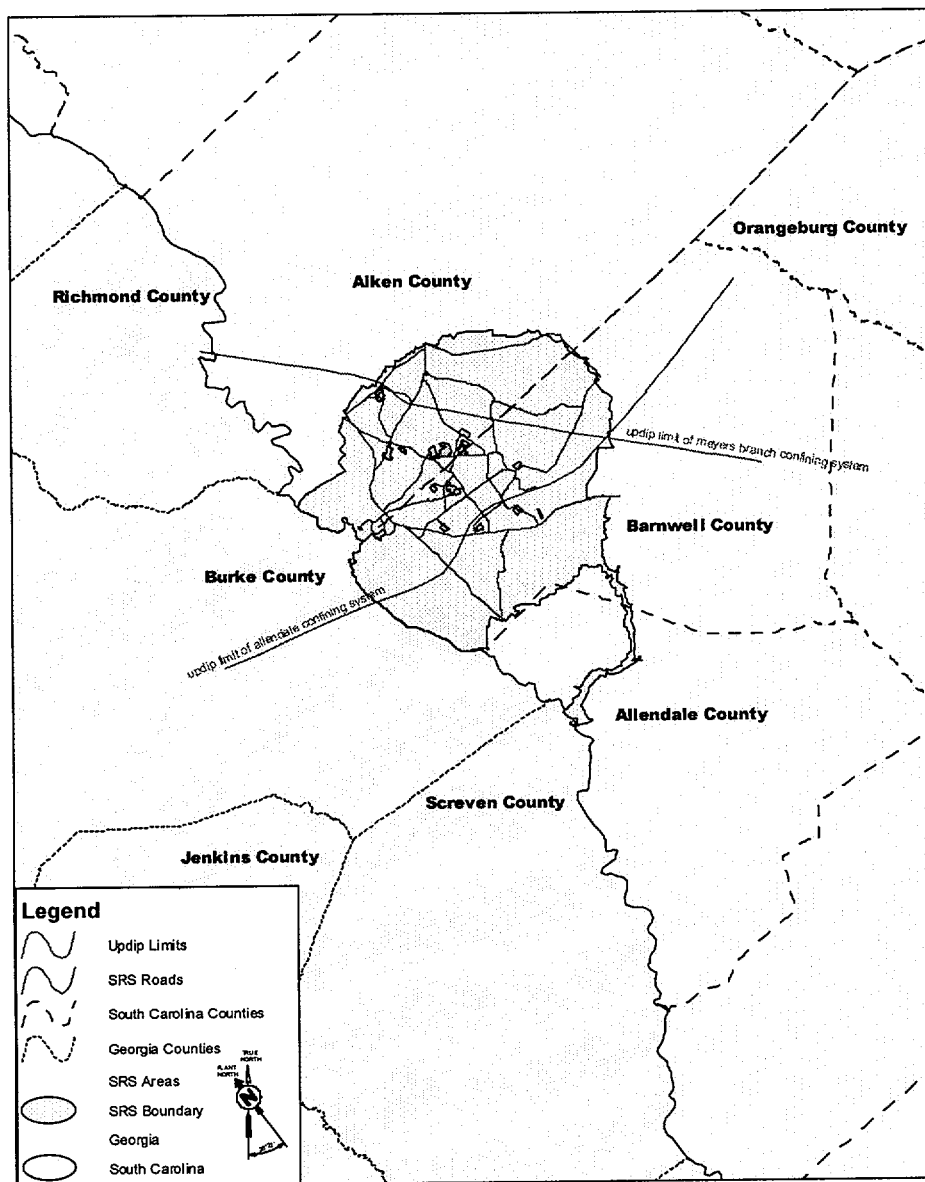 Orangeburg County
Aiken County
Richmond County
updip limit of meyers branch confining system
Barnwell County
Burke County
updip limit of allendale confining system
Allendale County
Screven County
Jenkins County
Legend
Updip Limits
SRS Roads
South Carolina Counties
Georgia Counties
SRS Areas
SRS Boundary
Georgia
South Carolina
TRUE
NORTH
PLANT
NORTH
N